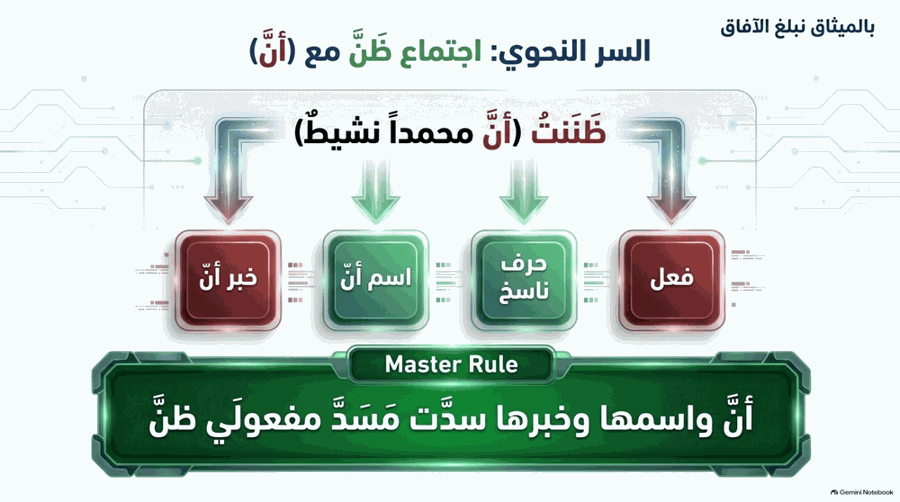 بالميثاق نبلغ الآفاق
السر النحوي: اجتماع ظَنَّ مع (أنَّ)
ظَنَنتُ (أنَّ محمداً نشيطٌ)
فعل
حرف
ناسخ
اسم أنّ
خبر أنّ
Master Rule
أنَّ واسمها وخبرها سدَّت مَسَدَّ مفعولَي ظنَّ
Gemini Notebook